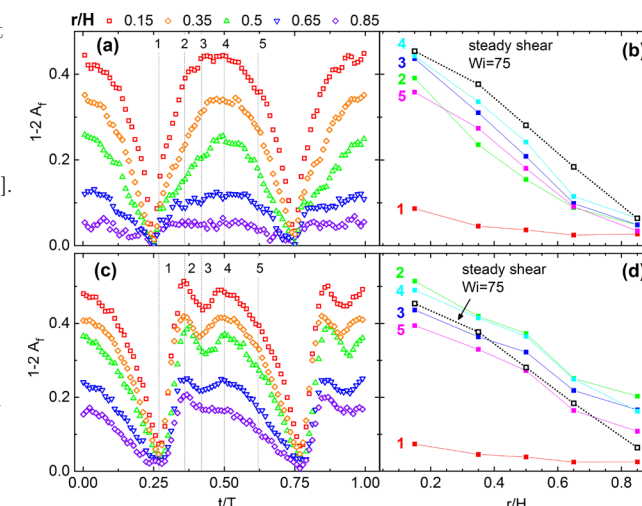 r/H 0.15 0.35 0.5 0.65 0.85
(a) 1 2 3 4 5
0.4
0.2
0.0
1-2 A_f
4
3
2
5
1
steady shear
Wi=75
(b)
].
(c) 1 2 3 4 5
0.4
0.2
0.0
1-2 A_f
0.00 0.25 0.50 0.75 1.00
t/T
2
4
3
5
1
steady shear
Wi=75
(d)
0.2 0.4 0.6 0.8
r/H